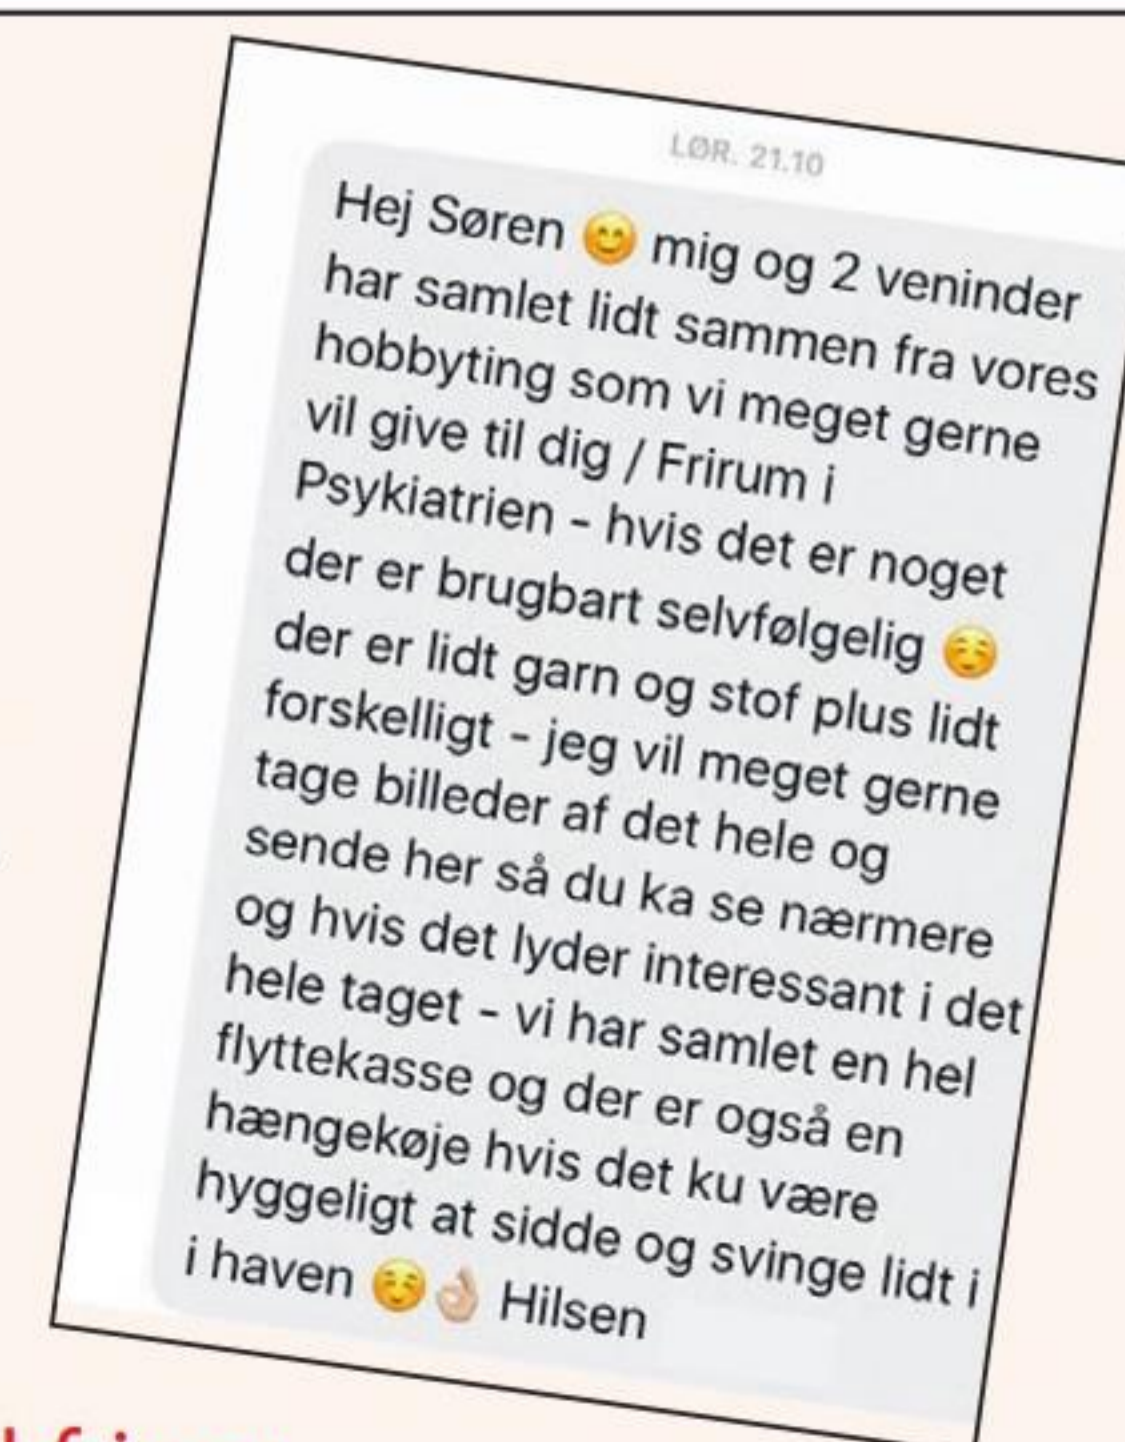 LØR. 21.10
Hej Søren 😊 mig og 2 veninder
har samlet lidt sammen fra vores
hobbyting som vi meget gerne
vil give til dig / Frirum i
Psykiatrien - hvis det er noget
der er brugbart selvfølgelig ☺️
der er lidt garn og stof plus lidt
forskelligt - jeg vil meget gerne
tage billeder af det hele og
sende her så du ka se nærmere
og hvis det lyder interessant i det
hele taget - vi har samlet en hel
flyttekasse og der er også en
hængekøje hvis det ku være
hyggeligt at sidde og svinge lidt i
i haven ☺️👌🏼 Hilsen